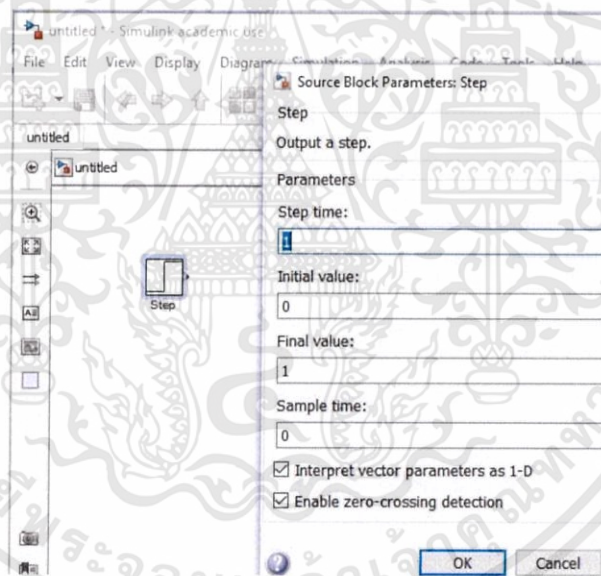 untitled * - Simulink academic use
File Edit View Display Diagram Simulation Analysis Code Tools Help
Source Block Parameters: Step
Step
Output a step.
untitled
untitled
Parameters
Step time:
1
Initial value:
0
Step
Final value:
1
Sample time:
0
Interpret vector parameters as 1-D
Enable zero-crossing detection
OK Cancel